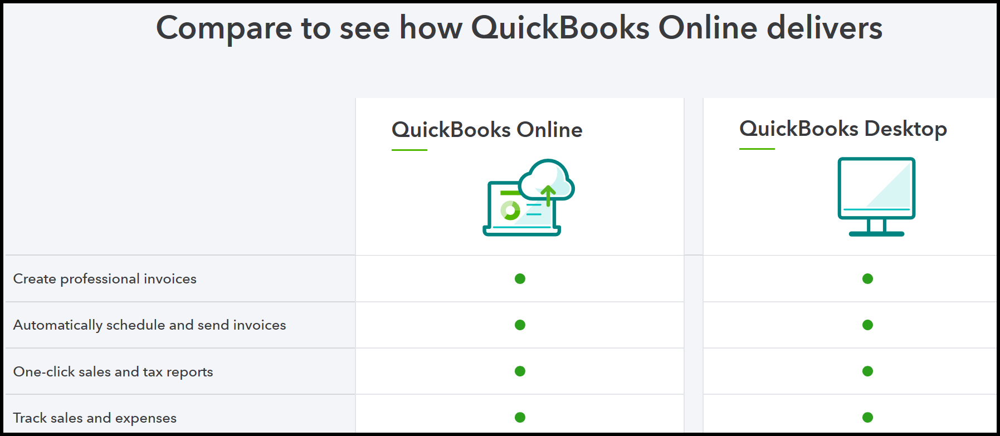 Compare to see how QuickBooks Online delivers
QuickBooks Online
QuickBooks Desktop
Create professional invoices
Automatically schedule and send invoices
One-click sales and tax reports
Track sales and expenses